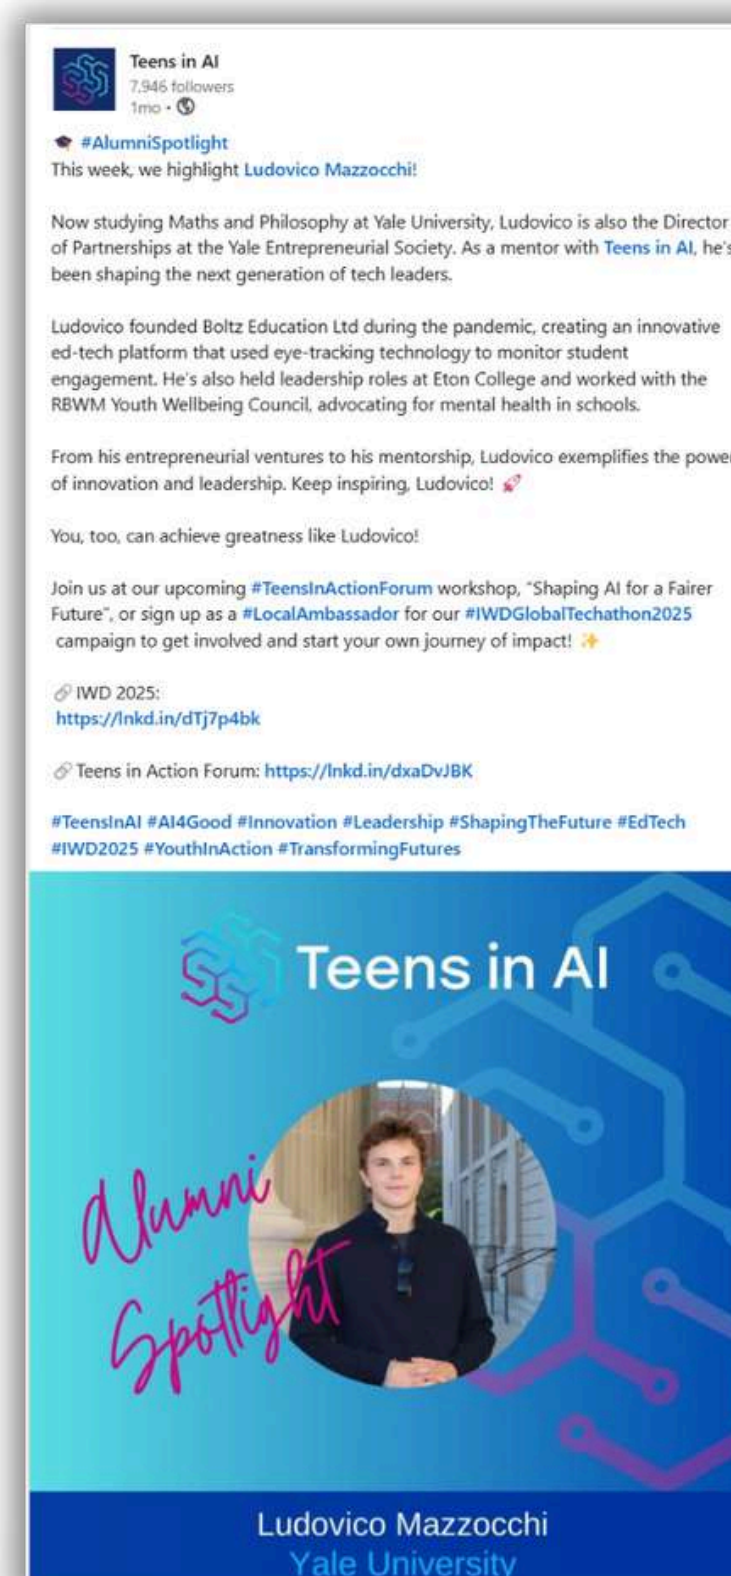 Teens in AI
7,946 followers
1mo •
#AlumniSpotlight
This week, we highlight Ludovico Mazzocchi!
Now studying Maths and Philosophy at Yale University, Ludovico is also the Director
of Partnerships at the Yale Entrepreneurial Society. As a mentor with Teens in AI, he's
been shaping the next generation of tech leaders.
Ludovico founded Boltz Education Ltd during the pandemic, creating an innovative
ed-tech platform that used eye-tracking technology to monitor student
engagement. He's also held leadership roles at Eton College and worked with the
RBWM Youth Wellbeing Council, advocating for mental health in schools.
From his entrepreneurial ventures to his mentorship, Ludovico exemplifies the power
of innovation and leadership. Keep inspiring, Ludovico! 🚀
You, too, can achieve greatness like Ludovico!
Join us at our upcoming #TeensInActionForum workshop, "Shaping AI for a Fairer
Future", or sign up as a #LocalAmbassador for our #IWDGlobalTechathon2025
campaign to get involved and start your own journey of impact! ✨
🔗 IWD 2025:
https://lnkd.in/dTj7p4bk
🔗 Teens in Action Forum: https://lnkd.in/dxaDvJBK
#TeensInAI #AI4Good #Innovation #Leadership #ShapingTheFuture #EdTech
#IWD2025 #YouthInAction #TransformingFutures
Teens in AI
Alumni
Spotlight
Ludovico Mazzocchi
Yale University